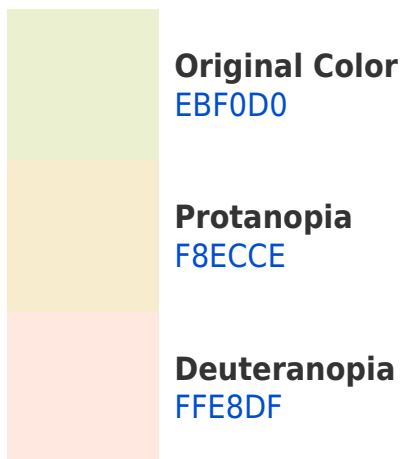 Original Color
EBF0D0
Protanopia
F8ECCE
Deuteranopia
FFE8DF